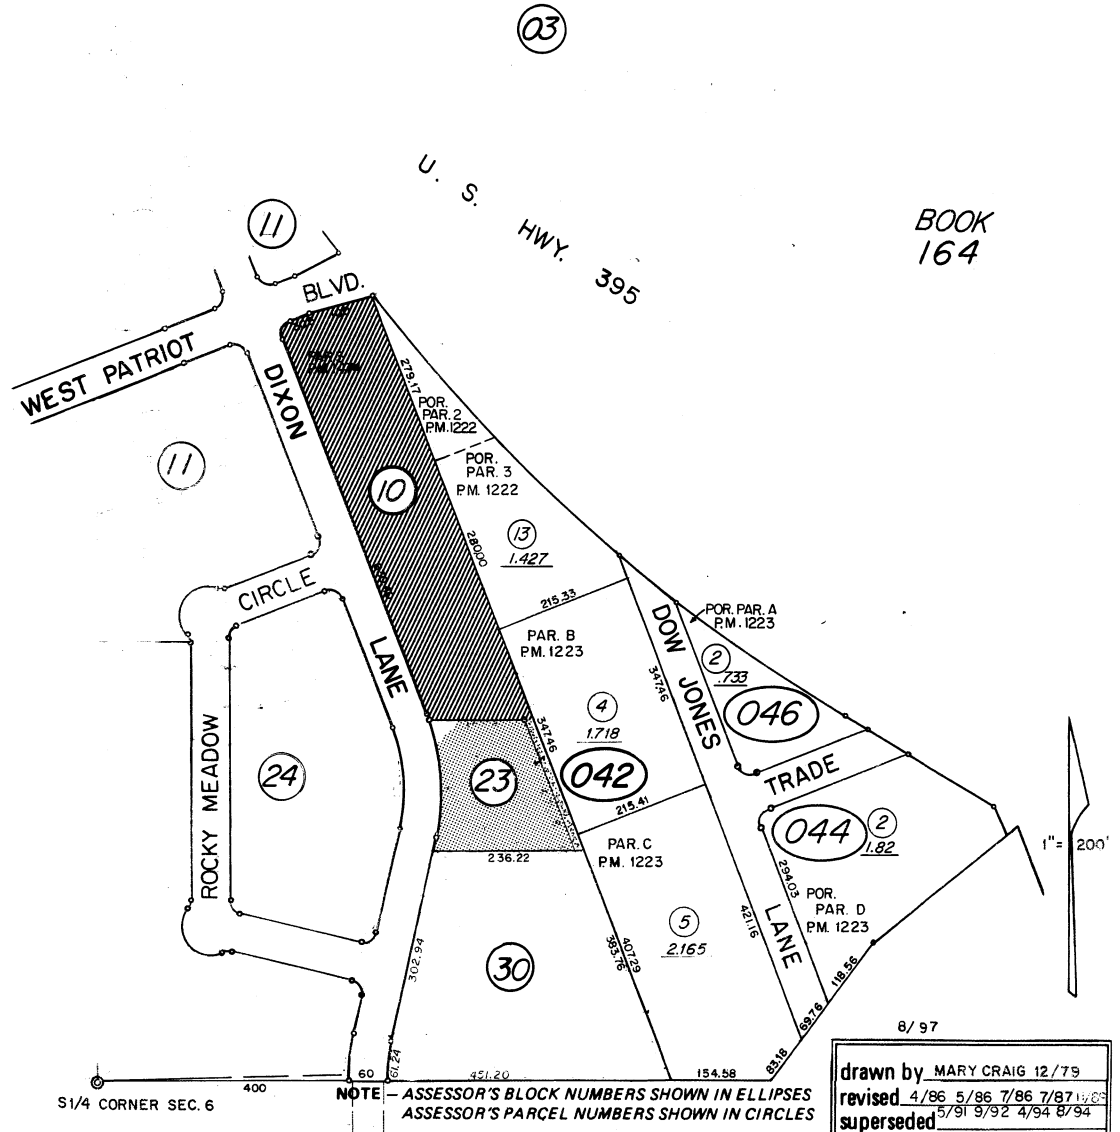 03
U. S. HWY. 395
BOOK
164
11
BLVD.
WEST PATRIOT
DIXON
279.17
POR.
PAR. 2
P.M. 1222
POR.
PAR. 3
P.M. 1222
11
10
13
1.427
280.00
CIRCLE
215.33
PAR. B
P.M. 1223
DOW JONES
POR. PAR. A
P.M. 1223
2
.733
LANE
347.46
046
4
1.718
347.46
ROCKY MEADOW
24
23
042
TRADE
215.41
044
2
1.82
1" = 200'
236.22
PAR. C
P.M. 1223
294.03
POR.
PAR. D
P.M. 1223
LANE
421.16
5
2.165
302.94
30
407.29
383.76
118.56
69.76
83.18
8/97
61.24
60
400
451.20
154.58
S1/4 CORNER SEC. 6
NOTE – ASSESSOR'S BLOCK NUMBERS SHOWN IN ELLIPSES
ASSESSOR'S PARCEL NUMBERS SHOWN IN CIRCLES
drawn by MARY CRAIG 12/79
revised 4/86 5/86 7/86 7/87
5/91 9/92 4/94 8/94
superseded